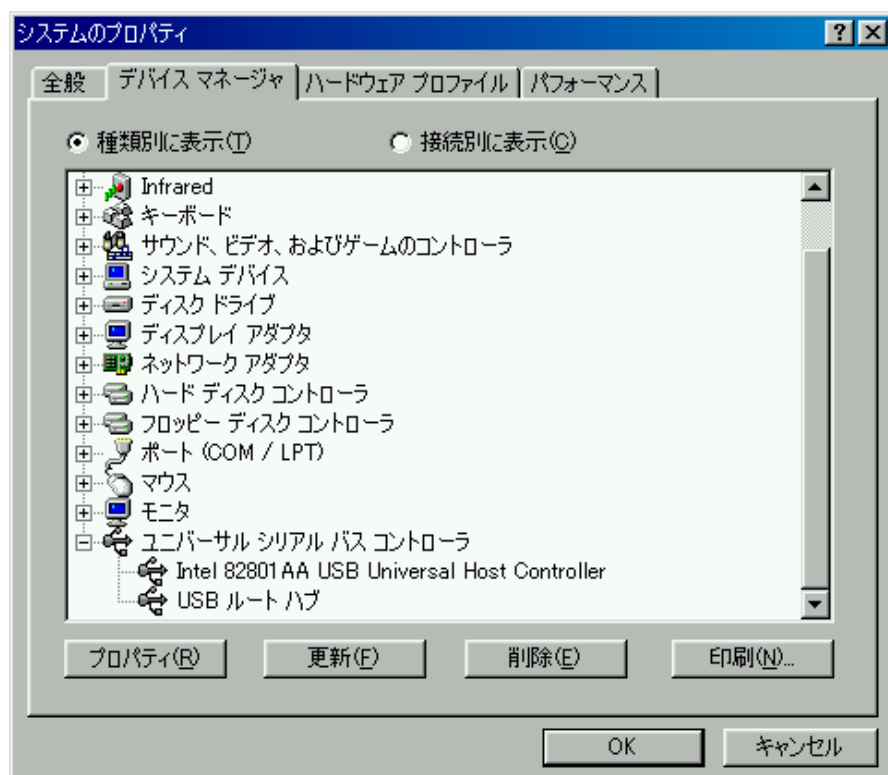 システムのプロパティ
全般 デバイス マネージャ ハードウェア プロファイル パフォーマンス
種類別に表示(T) 接続別に表示(C)
Infrared
キーボード
サウンド、ビデオ、およびゲームのコントローラ
システム デバイス
ディスク ドライブ
ディスプレイ アダプタ
ネットワーク アダプタ
ハード ディスク コントローラ
フロッピー ディスク コントローラ
ポート (COM / LPT)
マウス
モニタ
ユニバーサル シリアル バス コントローラ
Intel 82801AA USB Universal Host Controller
USB ルート ハブ
プロパティ(R) 更新(F) 削除(E) 印刷(N)...
OK キャンセル